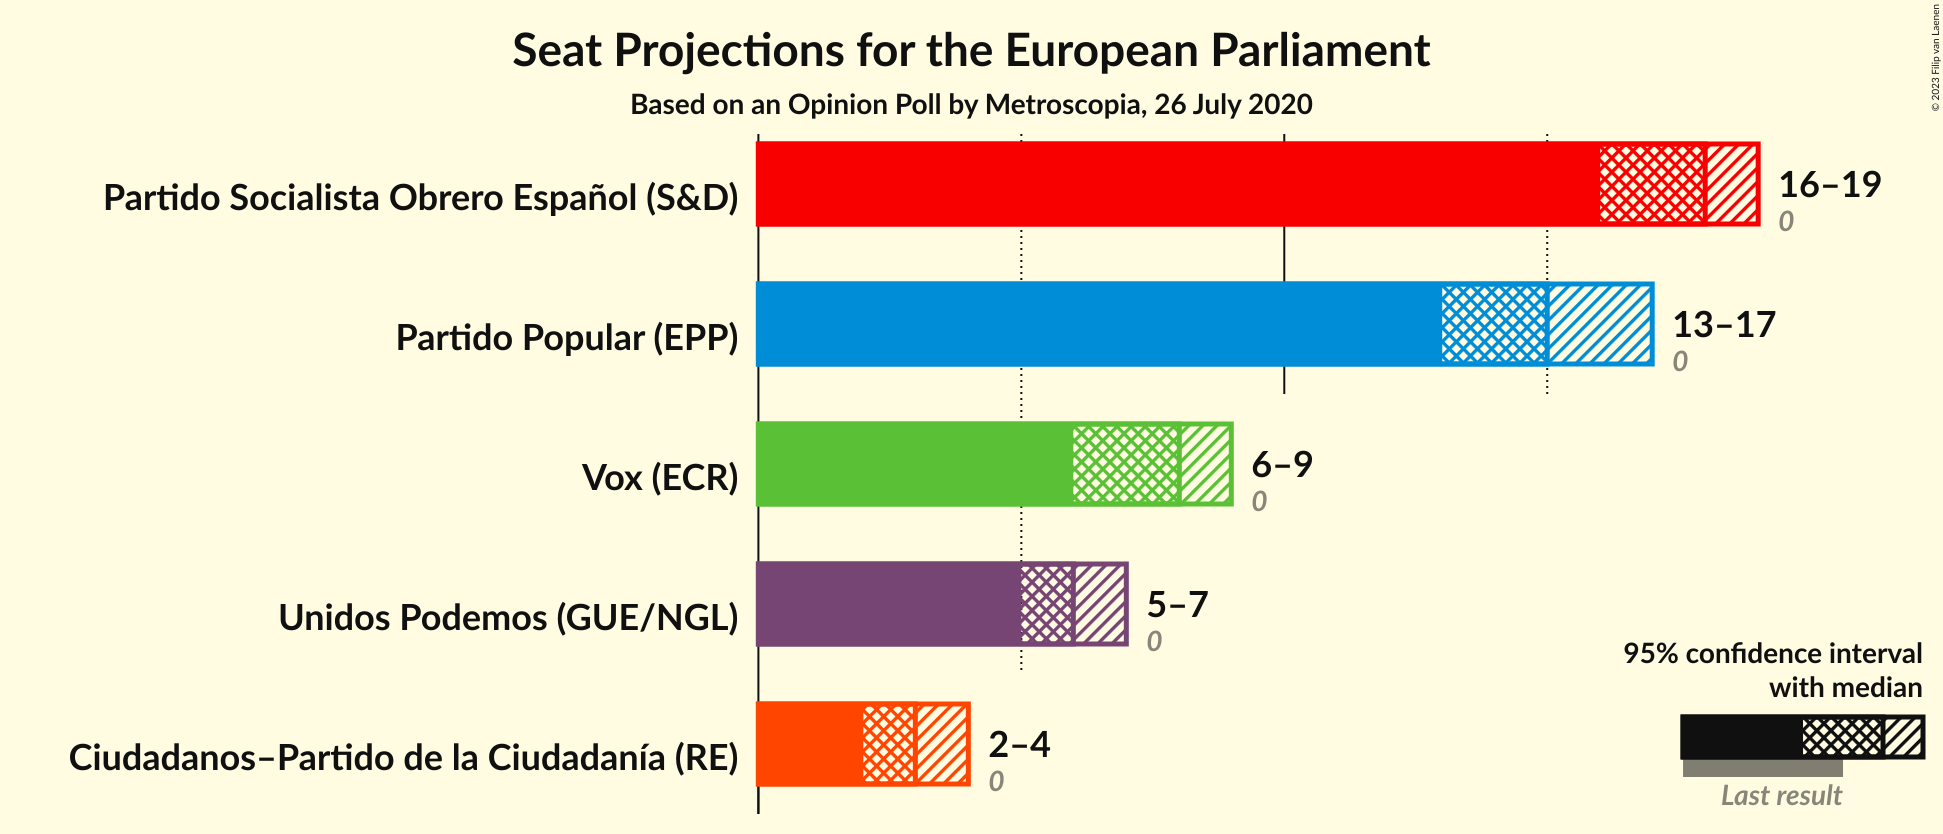 Seat Projections for the European Parliament
Based on an Opinion Poll by Metroscopia, 26 July 2020
© 2023 Filip van Laenen
Partido Socialista Obrero Español (S&D)
16–19
0
Partido Popular (EPP)
13–17
0
Vox (ECR)
6–9
0
Unidos Podemos (GUE/NGL)
5–7
0
Ciudadanos–Partido de la Ciudadanía (RE)
2–4
0
95% confidence interval
with median
Last result